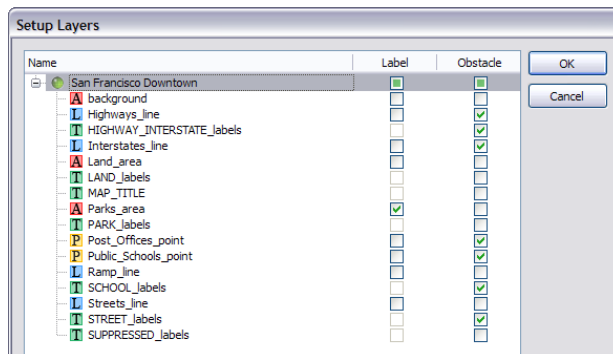 Setup Layers
Name Label Obstacle OK
San Francisco Downtown
A background Cancel
L Highways_line
T HIGHWAY_INTERSTATE_labels
L Interstates_line
A Land_area
T LAND_labels
T MAP_TITLE
A Parks_area
T PARK_labels
P Post_Offices_point
P Public_Schools_point
L Ramp_line
T SCHOOL_labels
L Streets_line
T STREET_labels
T SUPPRESSED_labels